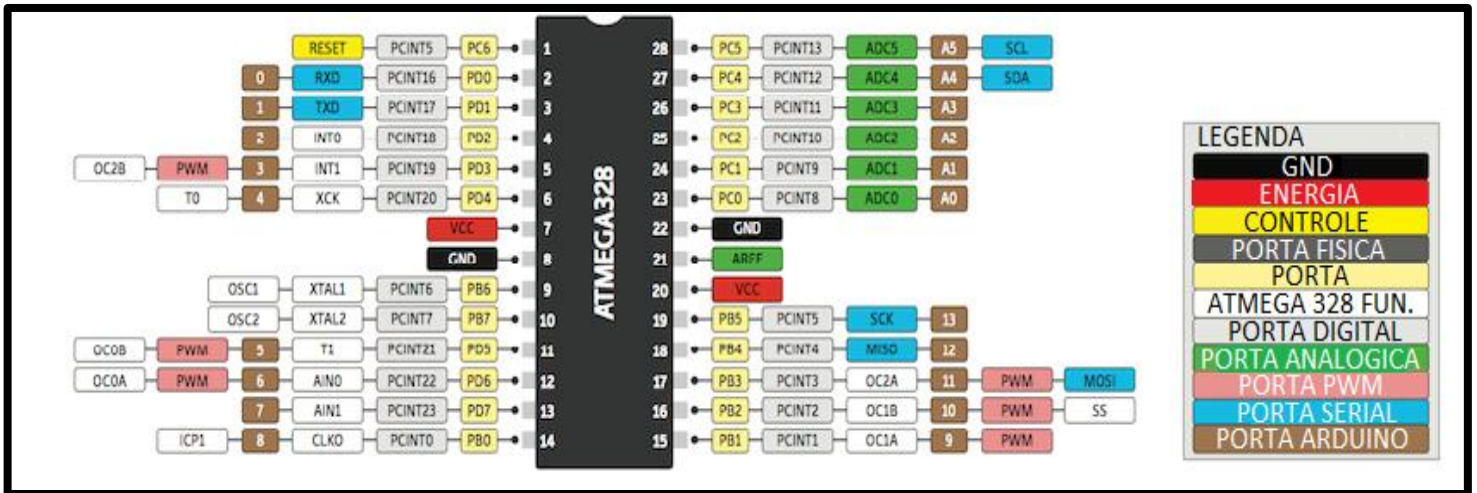 RESET PCINT5 PC6 1 28 PC5 PCINT13 ADC5 A5 SCL
0 RXD PCINT16 PD0 2 27 PC4 PCINT12 ADC4 A4 SDA
1 TXD PCINT17 PD1 3 26 PC3 PCINT11 ADC3 A3
2 INT0 PCINT18 PD2 4 25 PC2 PCINT10 ADC2 A2
OC2B PWM 3 INT1 PCINT19 PD3 5 24 PC1 PCINT9 ADC1 A1
T0 4 XCK PCINT20 PD4 6 23 PC0 PCINT8 ADC0 A0
VCC 7 22 GND
GND 8 21 AREF
OSC1 XTAL1 PCINT6 PB6 9 20 VCC
OSC2 XTAL2 PCINT7 PB7 10 19 PB5 PCINT5 SCK 13
OC0B PWM 5 T1 PCINT21 PD5 11 18 PB4 PCINT4 MISO 12
OC0A PWM 6 AIN0 PCINT22 PD6 12 17 PB3 PCINT3 OC2A 11 PWM MOSI
7 AIN1 PCINT23 PD7 13 16 PB2 PCINT2 OC1B 10 PWM SS
ICP1 8 CLKO PCINT0 PB0 14 15 PB1 PCINT1 OC1A 9 PWM
ATMEGA328
LEGENDA
GND
ENERGIA
CONTROLE
PORTA FISICA
PORTA
ATMEGA 328 FUN.
PORTA DIGITAL
PORTA ANALOGICA
PORTA PWM
PORTA SERIAL
PORTA ARDUINO